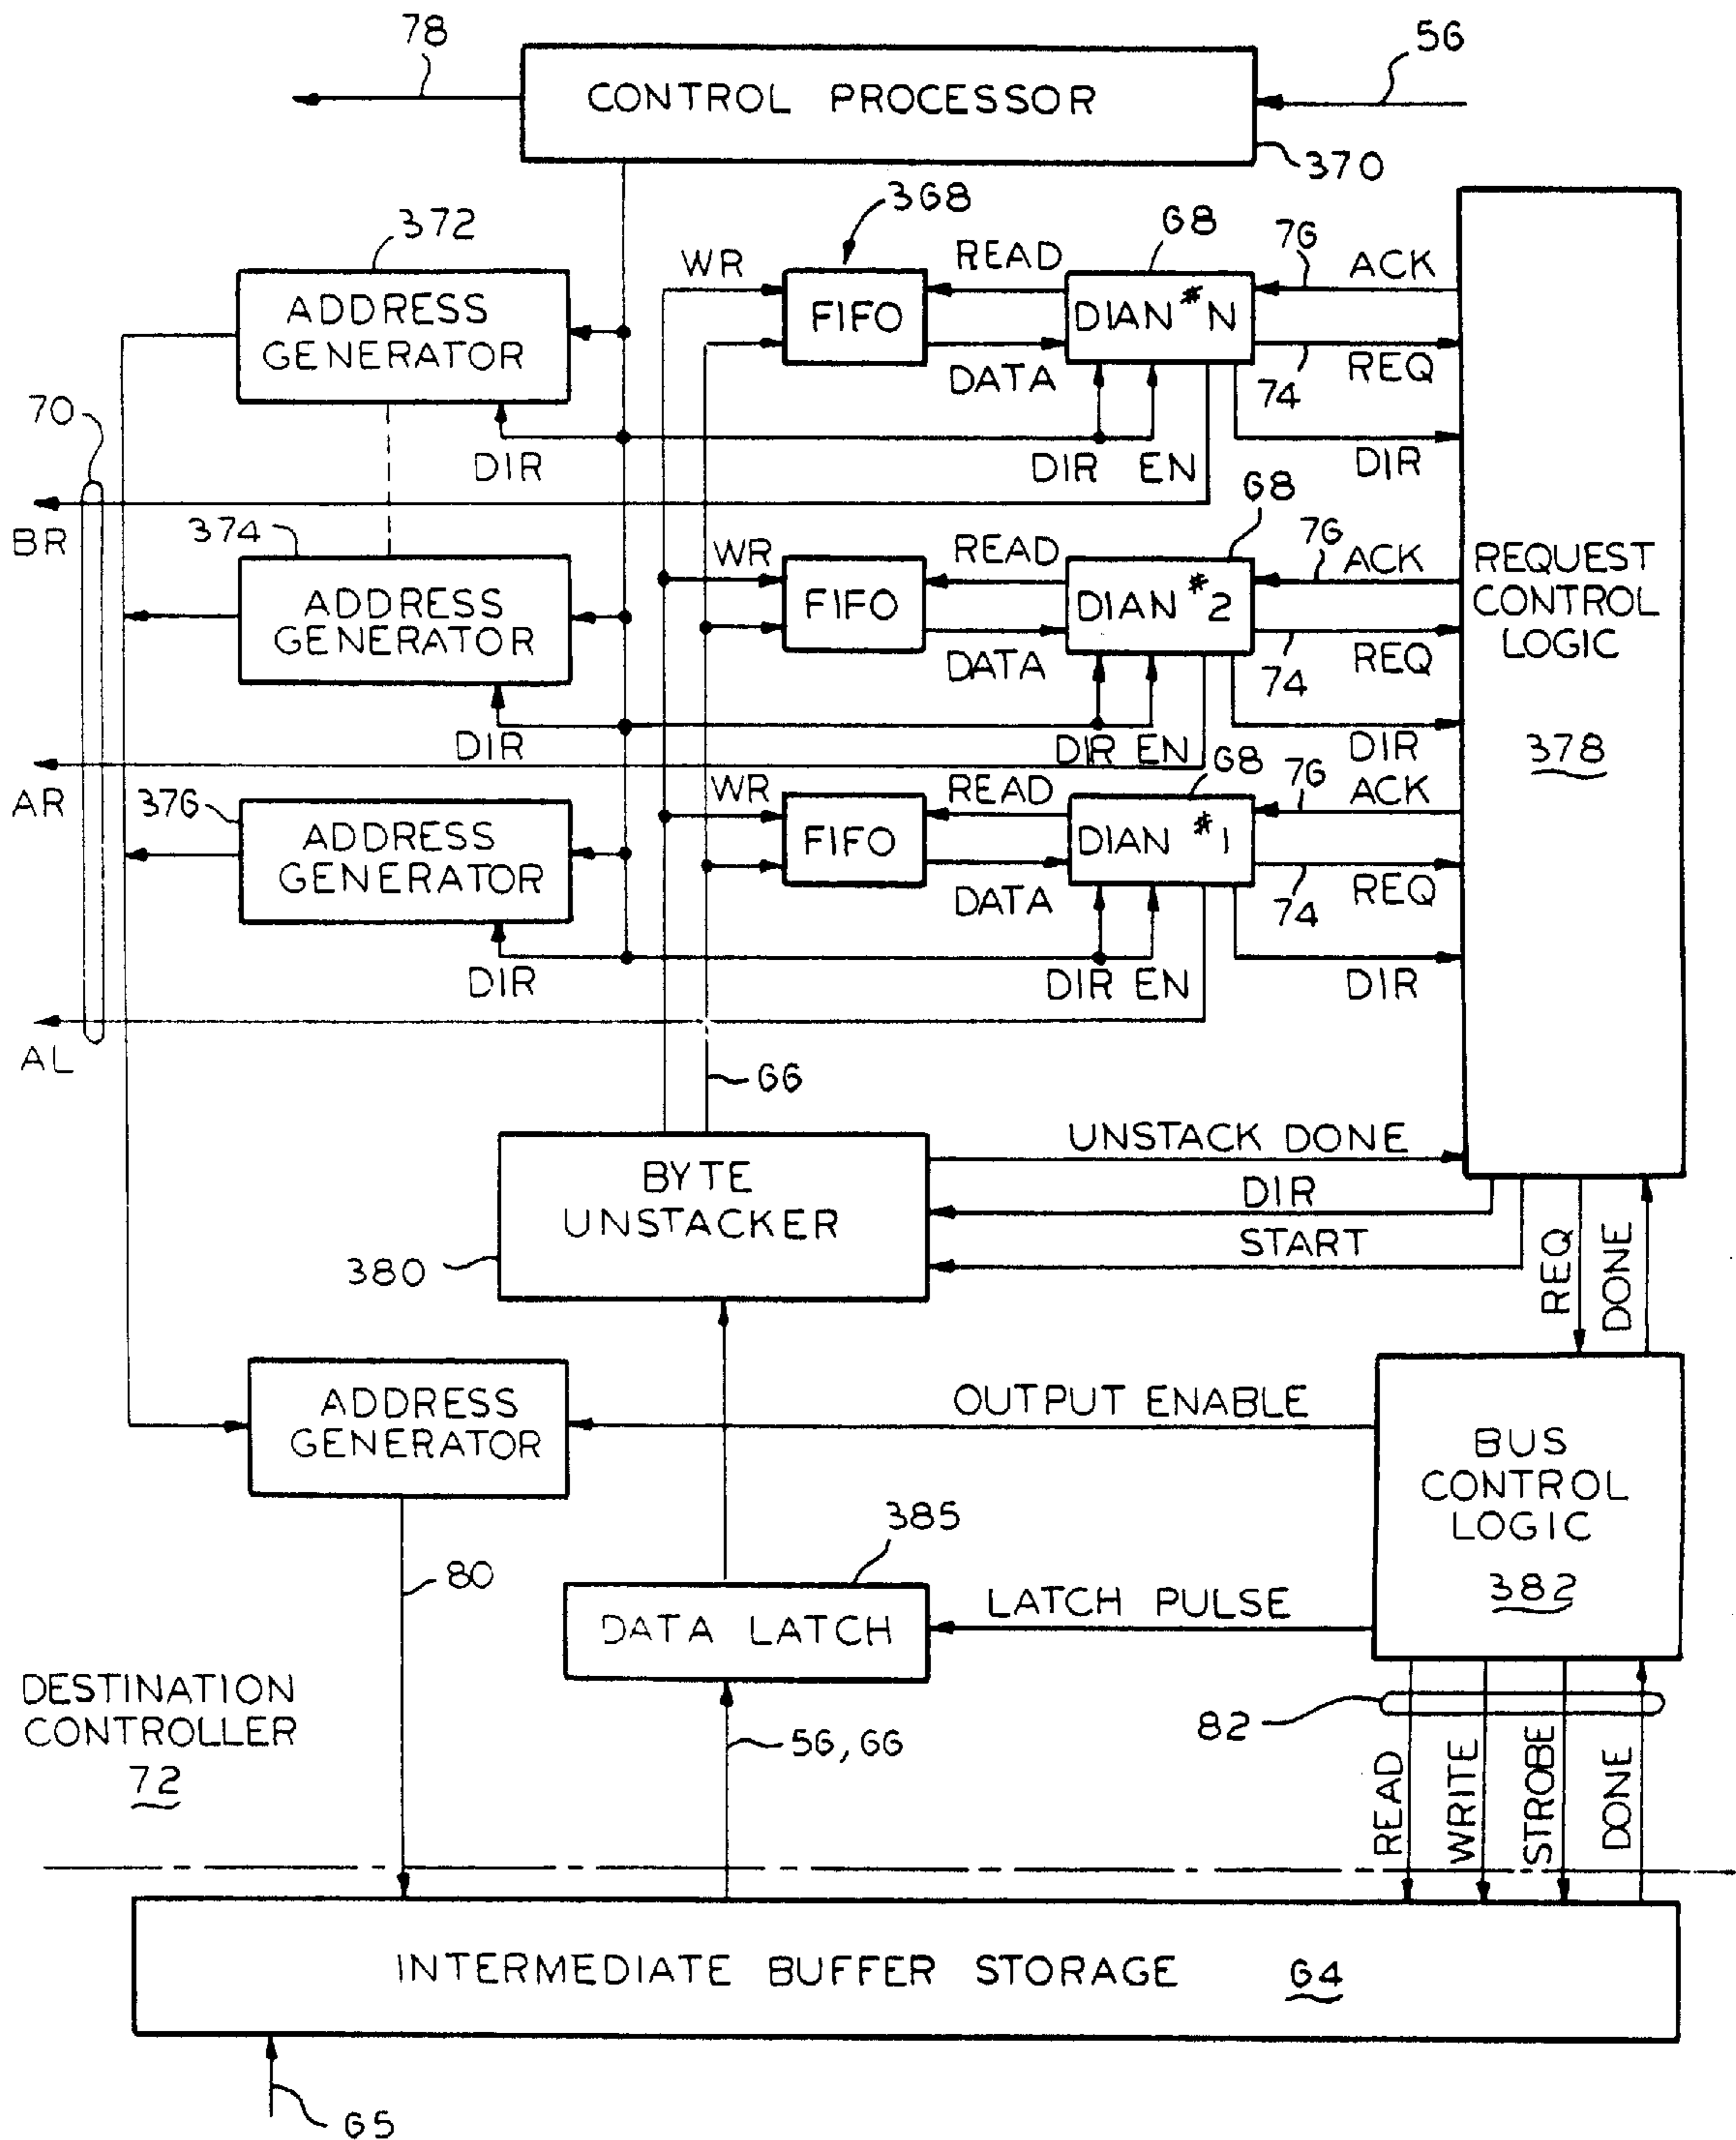 78
56
CONTROL PROCESSOR
370
372
368
68
76
ACK
WR
READ
ADDRESS
GENERATOR
FIFO
DIAN #N
DATA
74
REQ
70
DIR
DIR EN
DIR
BR
374
68
REQUEST
CONTROL
LOGIC
378
WR
READ
76
ACK
ADDRESS
GENERATOR
FIFO
DIAN #2
DATA
74
REQ
DIR
DIR EN
DIR
AR
376
68
WR
READ
76
ACK
ADDRESS
GENERATOR
FIFO
DIAN #1
DATA
74
REQ
DIR
DIR EN
DIR
AL
66
BYTE
UNSTACKER
380
UNSTACK DONE
DIR
START
REQ
DONE
ADDRESS
GENERATOR
OUTPUT ENABLE
BUS
CONTROL
LOGIC
382
385
80
DATA LATCH
LATCH PULSE
DESTINATION
CONTROLLER
72
56, 66
82
READ
WRITE
STROBE
DONE
INTERMEDIATE BUFFER STORAGE 64
65